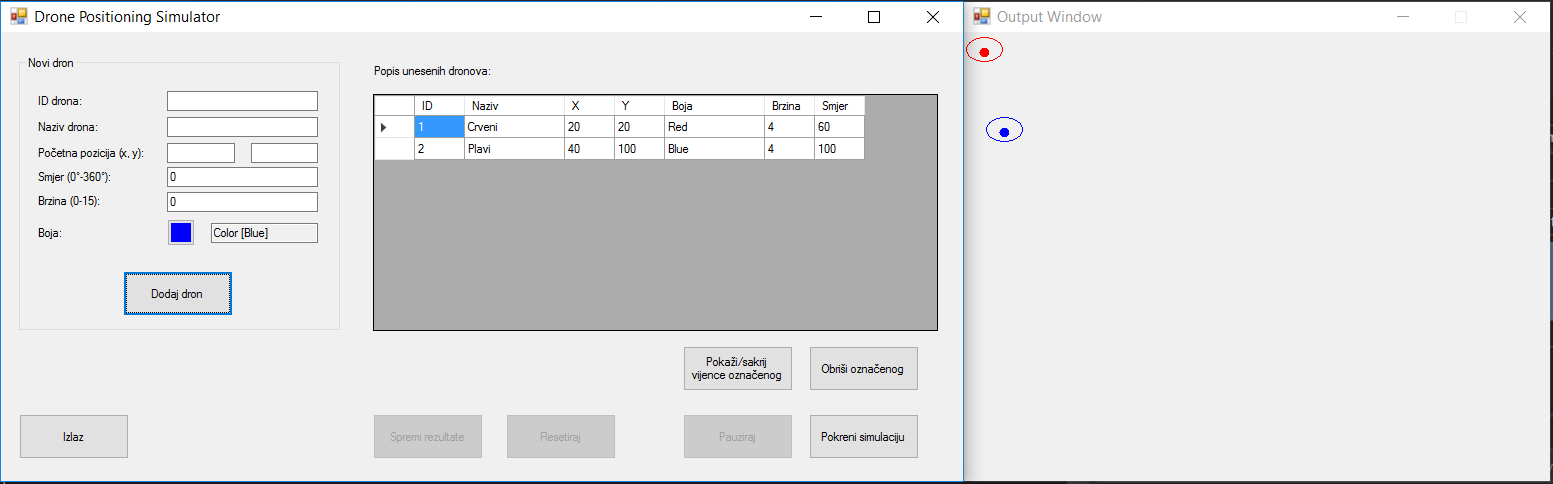 Drone Positioning Simulator
Output Window
Novi dron
ID drona:
Naziv drona:
Početna pozicija (x, y):
Smjer (0°-360°):
0
Brzina (0-15):
0
Boja:
Color [Blue]
Dodaj dron
Popis unesenih dronova:
ID Naziv X Y Boja Brzina Smjer
1 Crveni 20 20 Red 4 60
2 Plavi 40 100 Blue 4 100
Pokaži/sakrij
vijence označenog
Obriši označenog
Izlaz
Spremi rezultate
Resetiraj
Pauziraj
Pokreni simulaciju